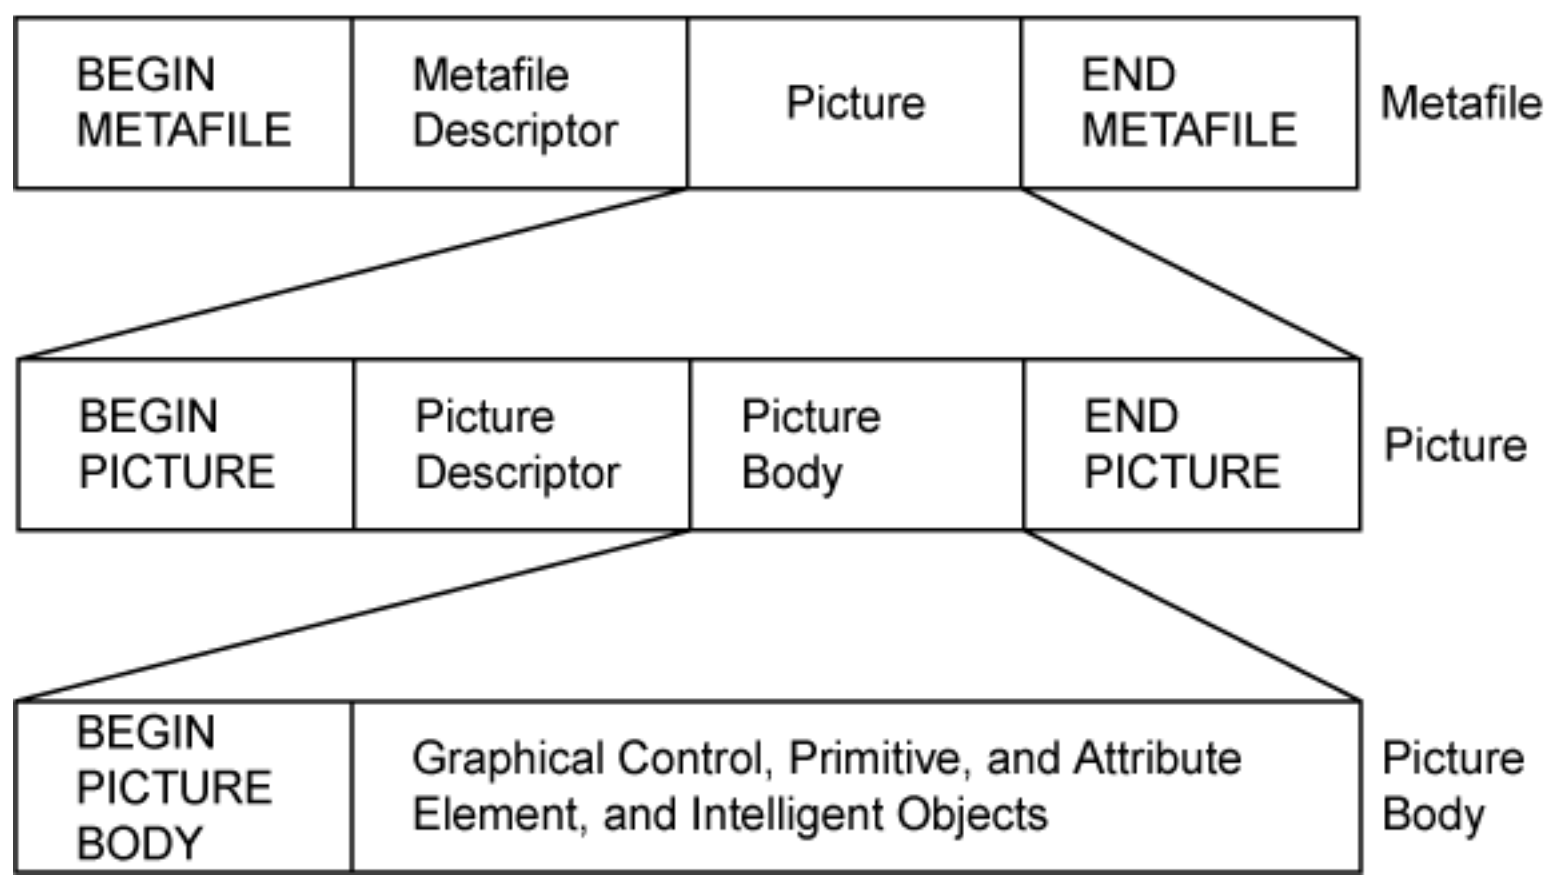 BEGIN
METAFILE
Metafile
Descriptor
Picture
END
METAFILE
Metafile
BEGIN
PICTURE
Picture
Descriptor
Picture
Body
END
PICTURE
Picture
BEGIN
PICTURE
BODY
Graphical Control, Primitive, and Attribute
Element, and Intelligent Objects
Picture
Body